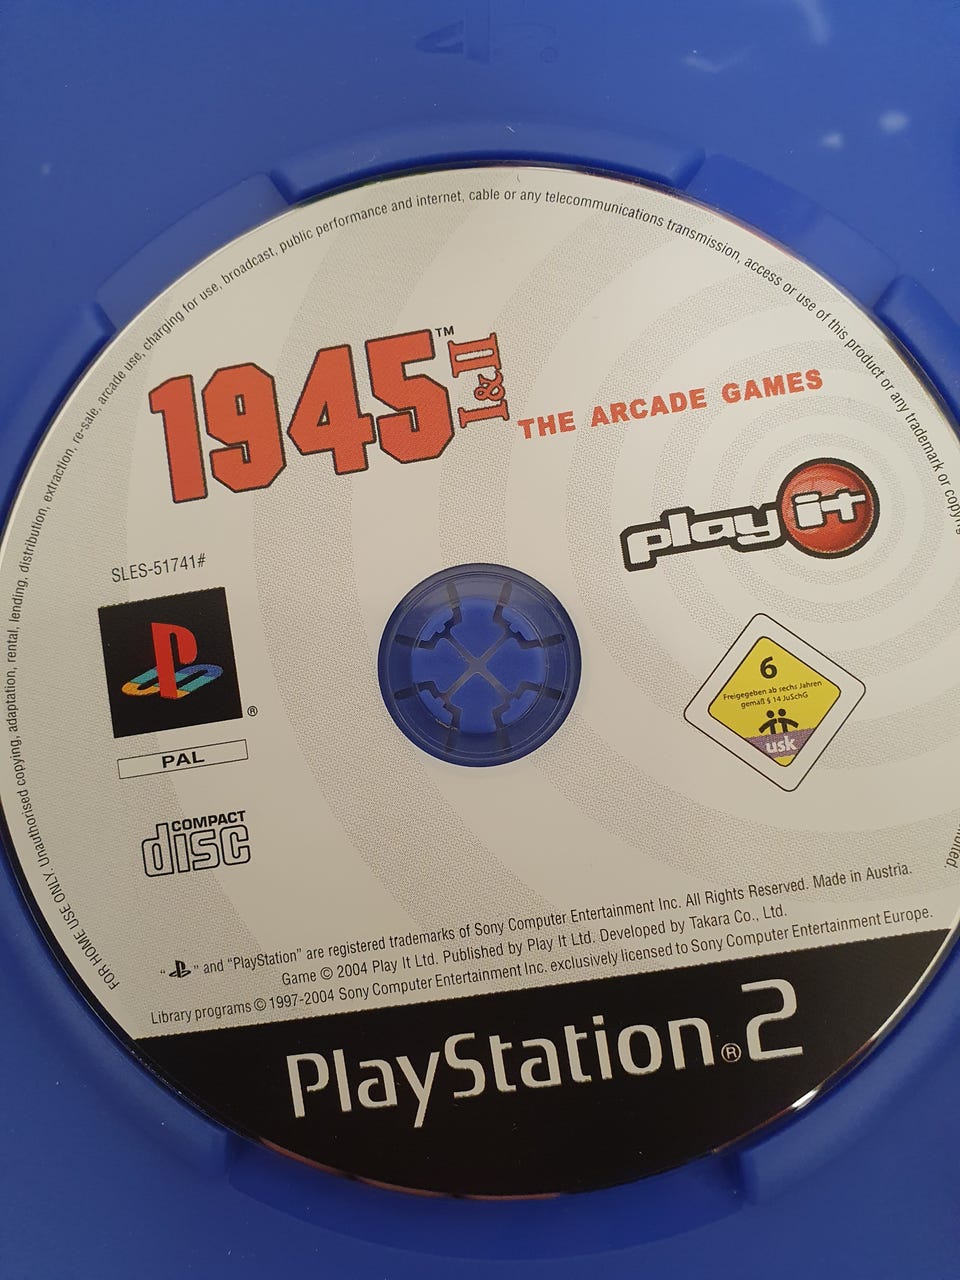 FOR HOME USE ONLY. Unauthorised copying, adaptation, rental, lending, distribution, extraction, re-sale, arcade use, charging for use, broadcast, public performance and internet, cable or any telecommunications transmission, access or use of this product or any trademark or
1945™ I&II
THE ARCADE GAMES
play it
SLES-51741#
®
PAL
COMPACT
disc
6
Freigegeben ab sechs Jahren
gemäß § 14 JuSchG
usk
" " and "PlayStation" are registered trademarks of Sony Computer Entertainment Inc. All Rights Reserved. Made in Austria.
Game © 2004 Play It Ltd. Published by Play It Ltd. Developed by Takara Co., Ltd.
Library programs © 1997-2004 Sony Computer Entertainment Inc. exclusively licensed to Sony Computer Entertainment Europe.
PlayStation®2